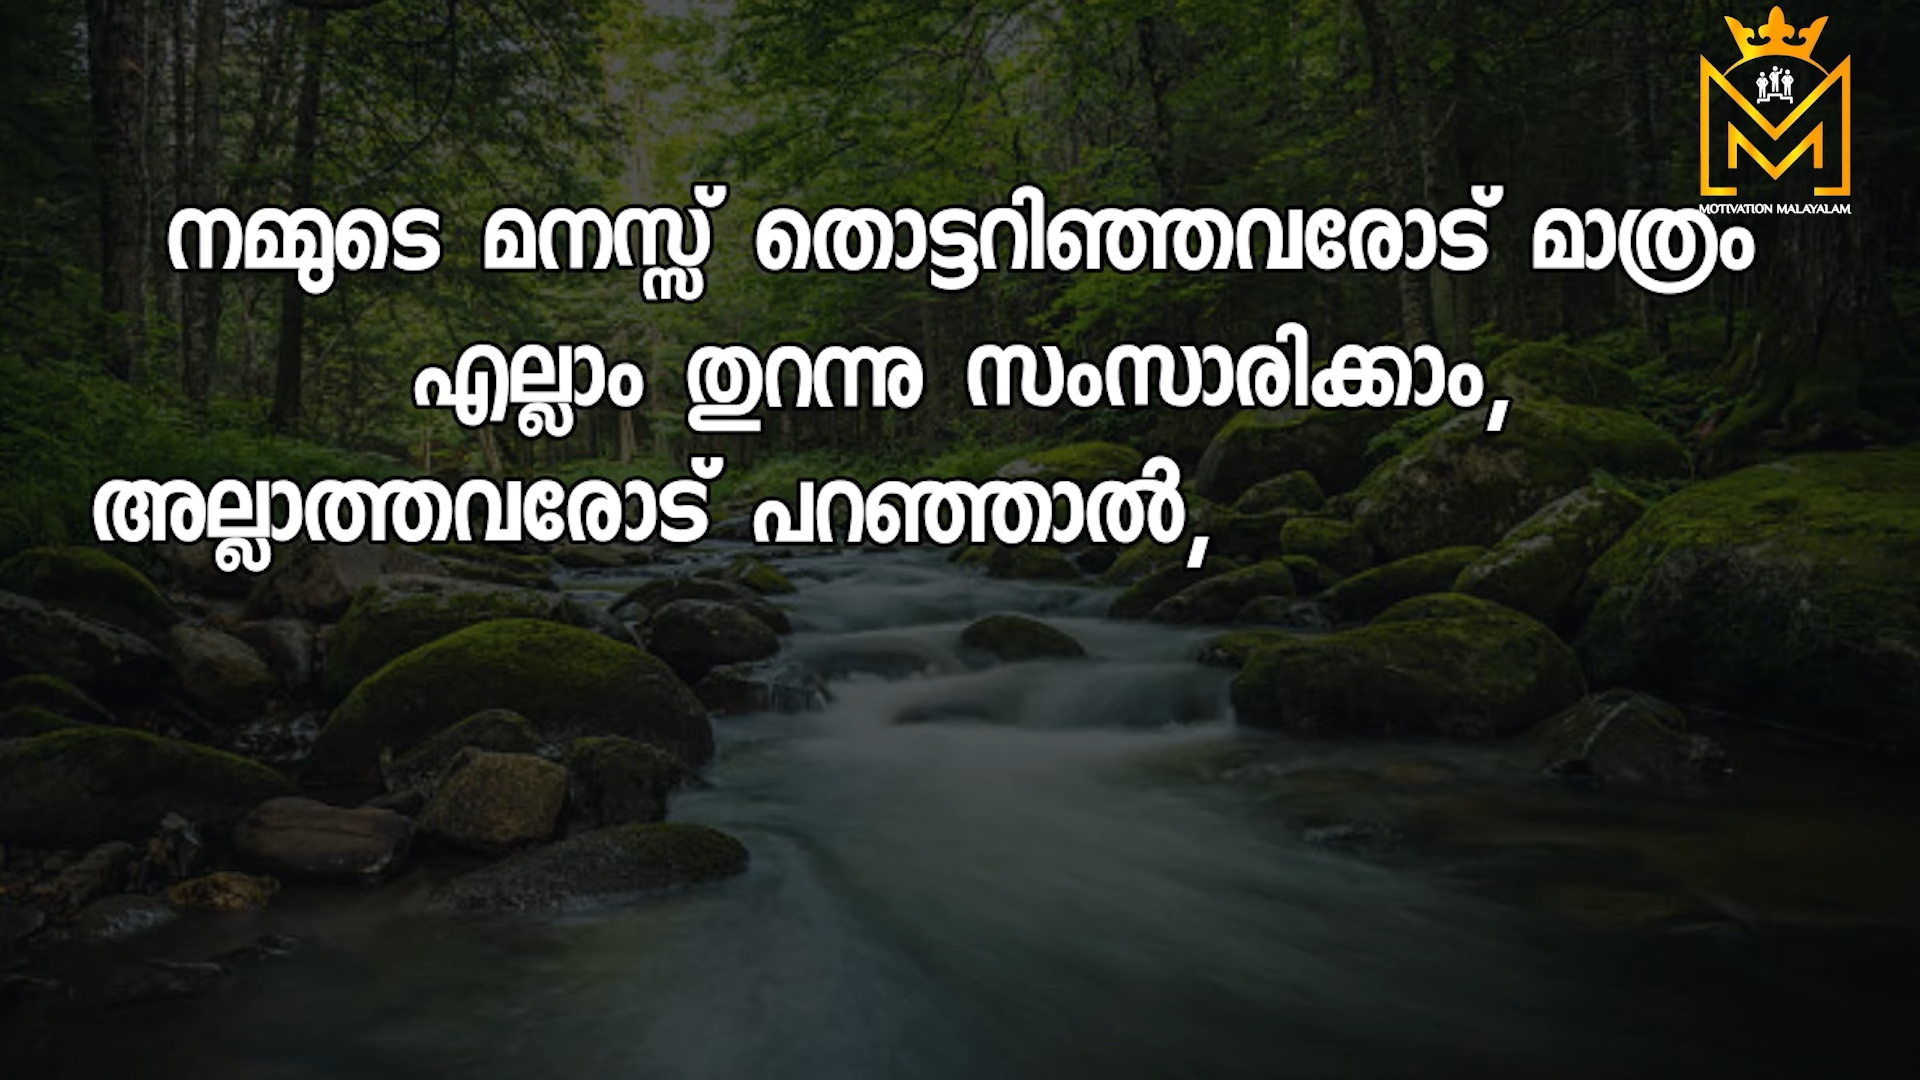 MOTIVATION MALAYALAM
നമ്മുടെ മനസ്സ് തൊട്ടറിഞ്ഞവരോട് മാത്രം
എല്ലാം തുറന്നു സംസാരിക്കാം,
അല്ലാത്തവരോട് പറഞ്ഞാൽ,